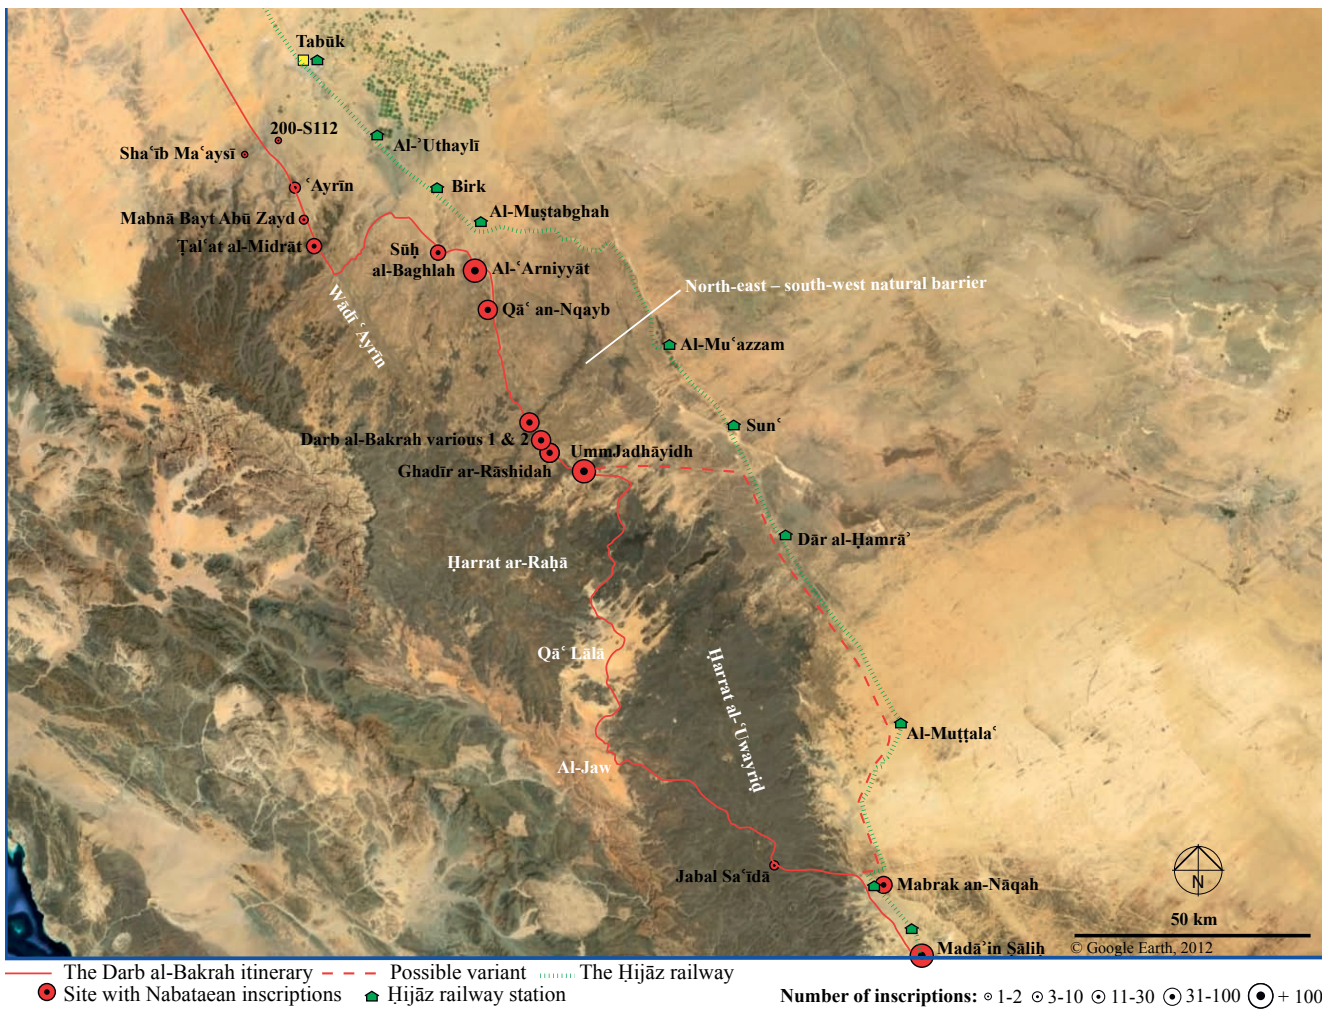 Tabūk
200-S112
Shaʿīb Maʿaysī
Al-ʾUthaylī
ʿAyrīn
Birk
Mabnā Bayt Abū Zayd
Al-Muṣtabghah
Ṭalʿat al-Midrāt
Sūḥ
al-Baghlah
Al-ʿArniyyāt
North-east – south-west natural barrier
Wādī ʿAyrīn
Qāʿ an-Nqayb
Al-Muʿazzam
Sunʿ
Darb al-Bakrah various 1 & 2
UmmJadhāyidh
Ghadīr ar-Rāshidah
Dār al-Ḥamrāʾ
Ḥarrat ar-Raḥā
Qāʿ Lālā
Ḥarrat al-ʿUwayriḍ
Al-Muṭṭalaʿ
Al-Jaw
Jabal Saʿīdā
Mabrak an-Nāqah
N
50 km
Madāʾin Ṣāliḥ
© Google Earth, 2012
The Darb al-Bakrah itinerary Possible variant The Ḥijāz railway
Site with Nabataean inscriptions Ḥijāz railway station Number of inscriptions: 1-2 3-10 11-30 31-100 + 100